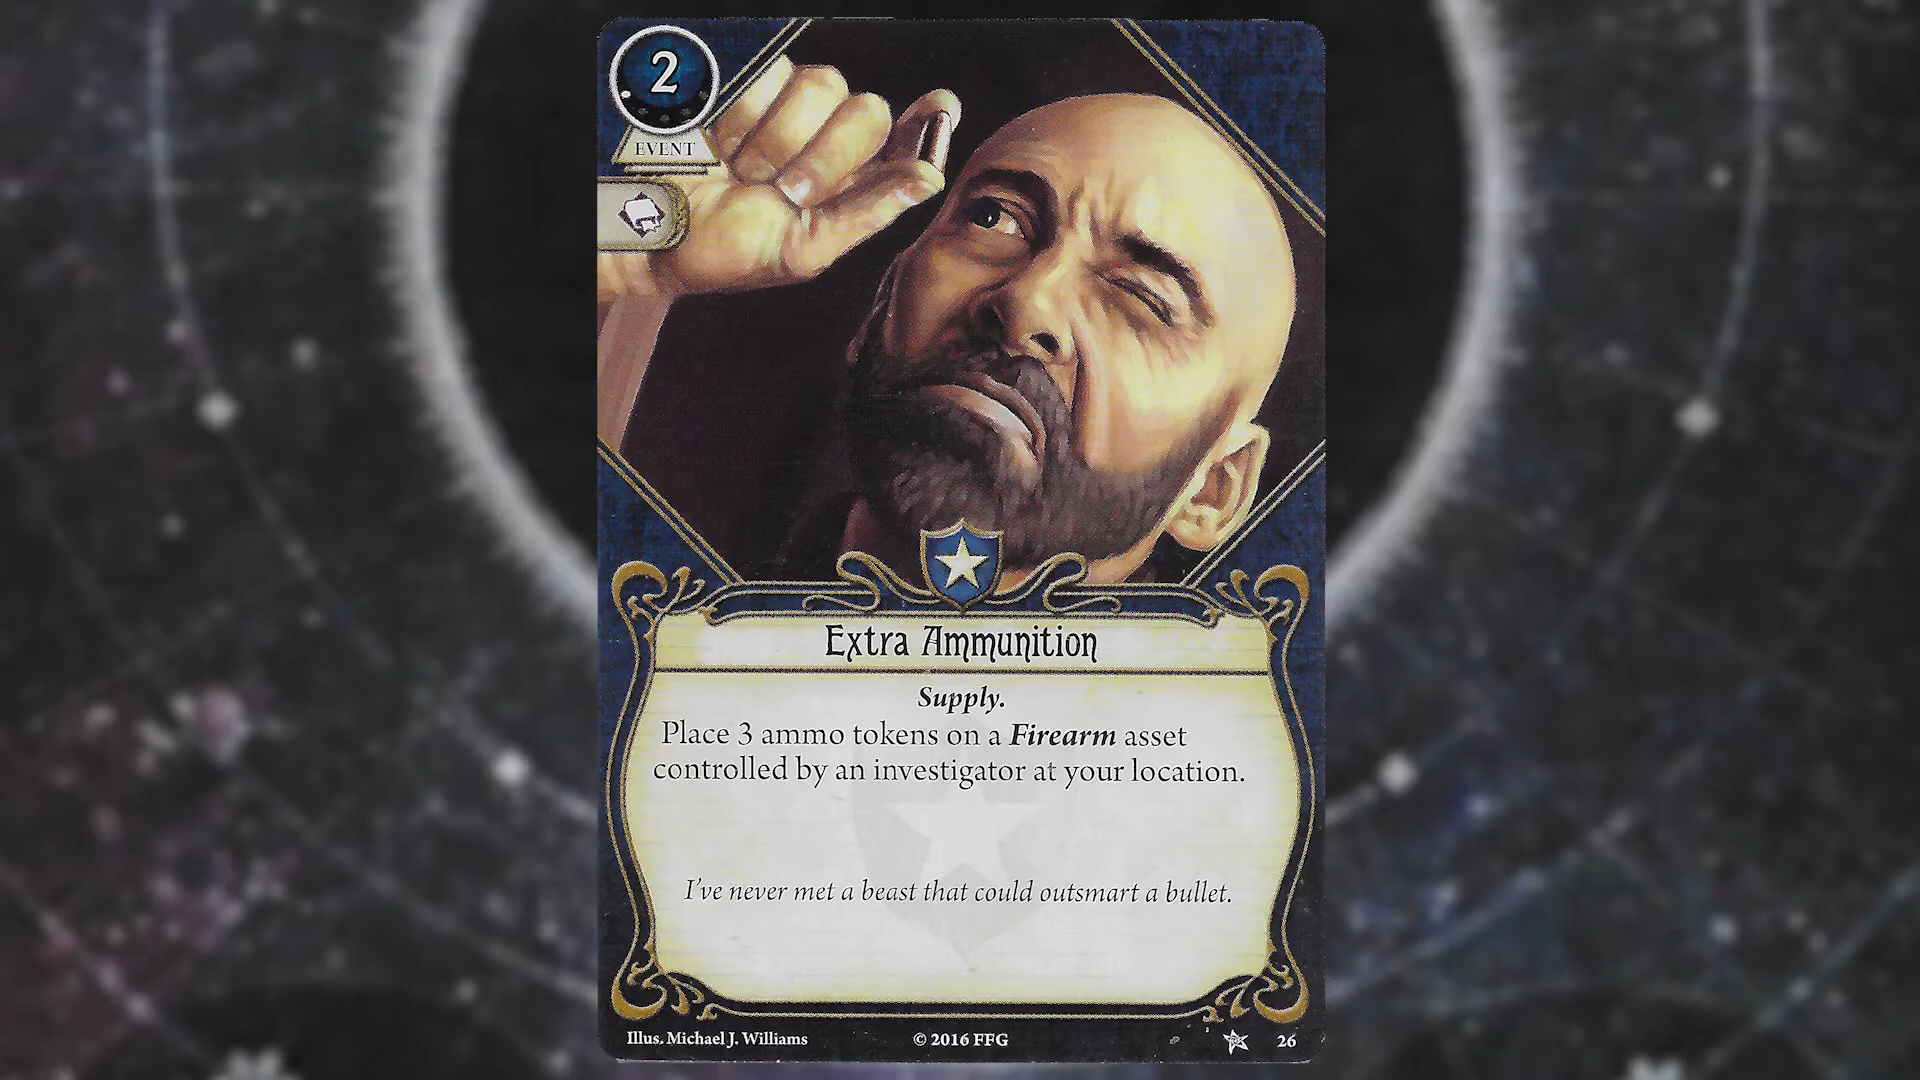 2
EVENT
Extra Ammunition
Supply.
Place 3 ammo tokens on a Firearm asset
controlled by an investigator at your location.
I've never met a beast that could outsmart a bullet.
Illus. Michael J. Williams © 2016 FFG 26